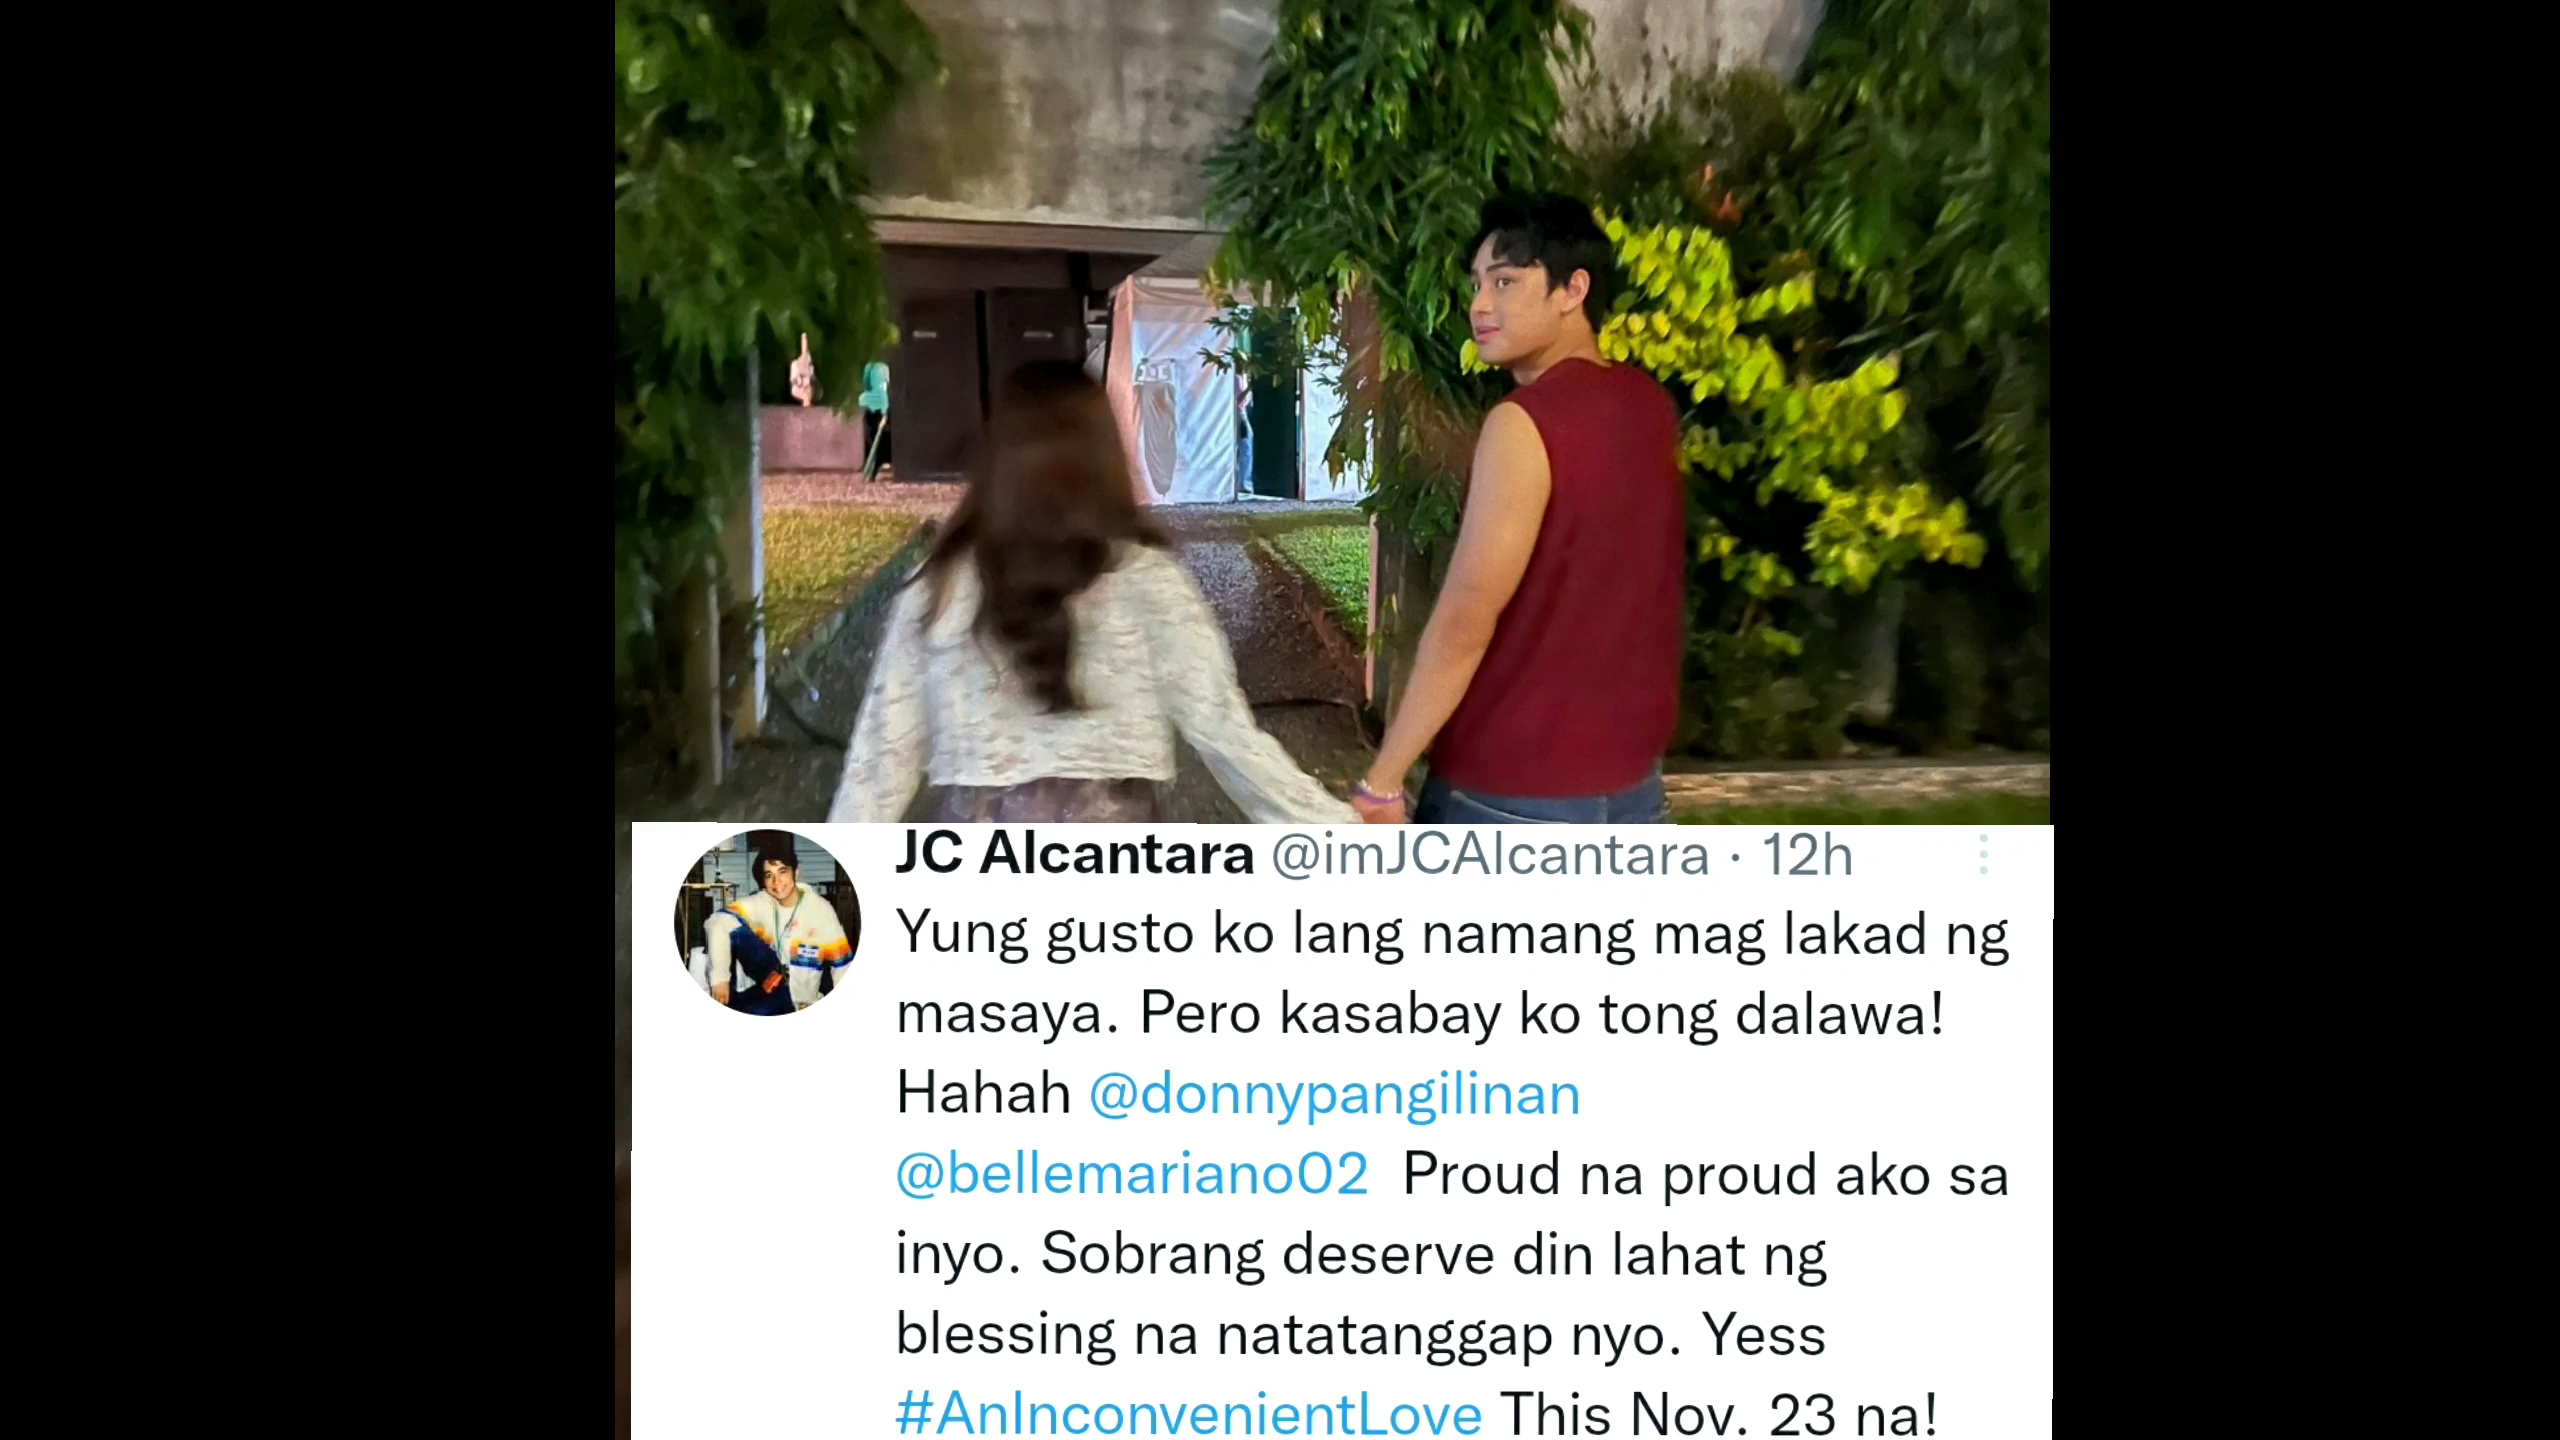 JC Alcantara @imJCAlcantara · 12h
Yung gusto ko lang namang mag lakad ng
masaya. Pero kasabay ko tong dalawa!
Hahah @donnypangilinan
@bellemariano02 Proud na proud ako sa
inyo. Sobrang deserve din lahat ng
blessing na natatanggap nyo. Yess
#AnInconvenientLove This Nov. 23 na!